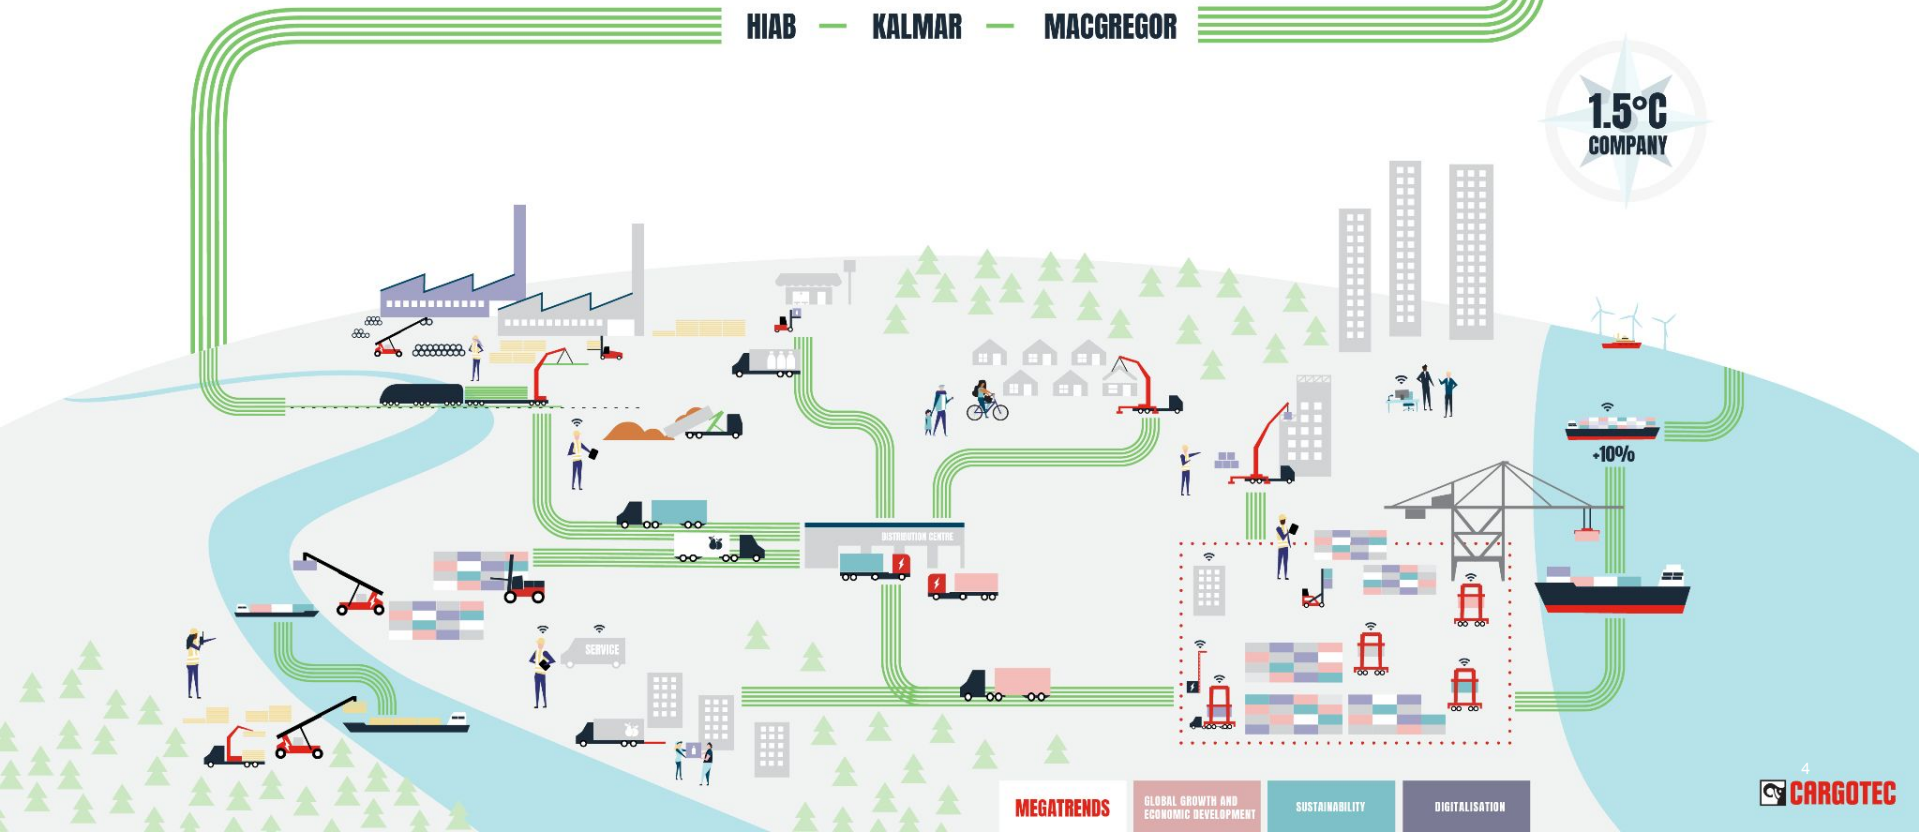 HIAB — KALMAR — MACGREGOR
1.5°C
COMPANY
+10%
DISTRIBUTION CENTRE
SERVICE
MEGATRENDS
GLOBAL GROWTH AND
ECONOMIC DEVELOPMENT
SUSTAINABILITY
DIGITALISATION
4
CARGOTEC